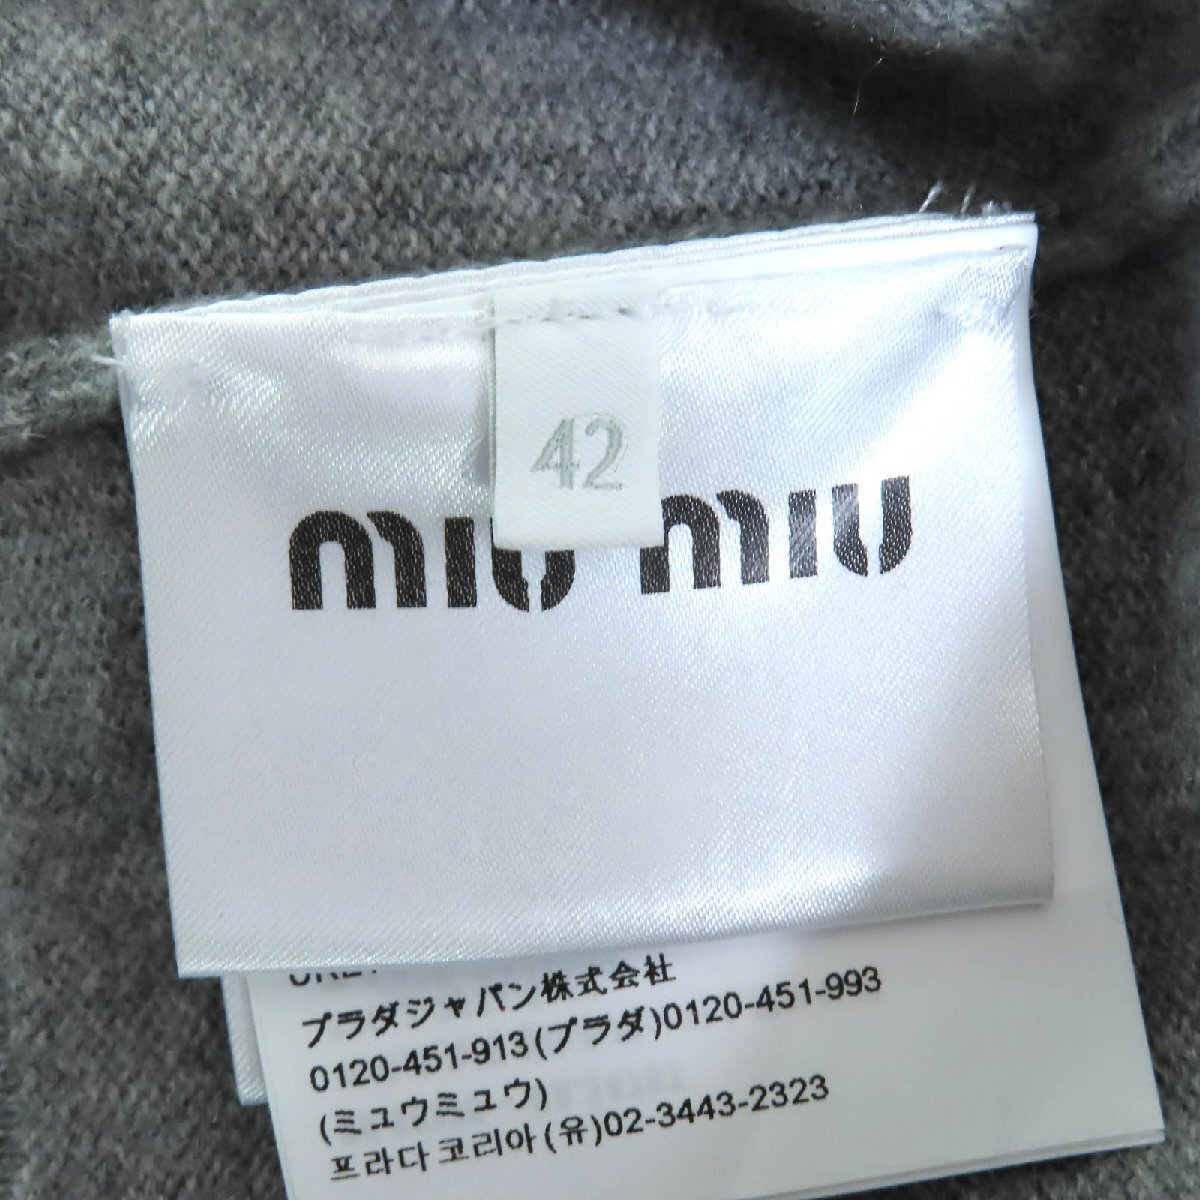 42
miu miu
プラダジャパン株式会社
0120-451-913(プラダ)0120-451-993
(ミュウミュウ)
프라다코리아(유)02-3443-2323